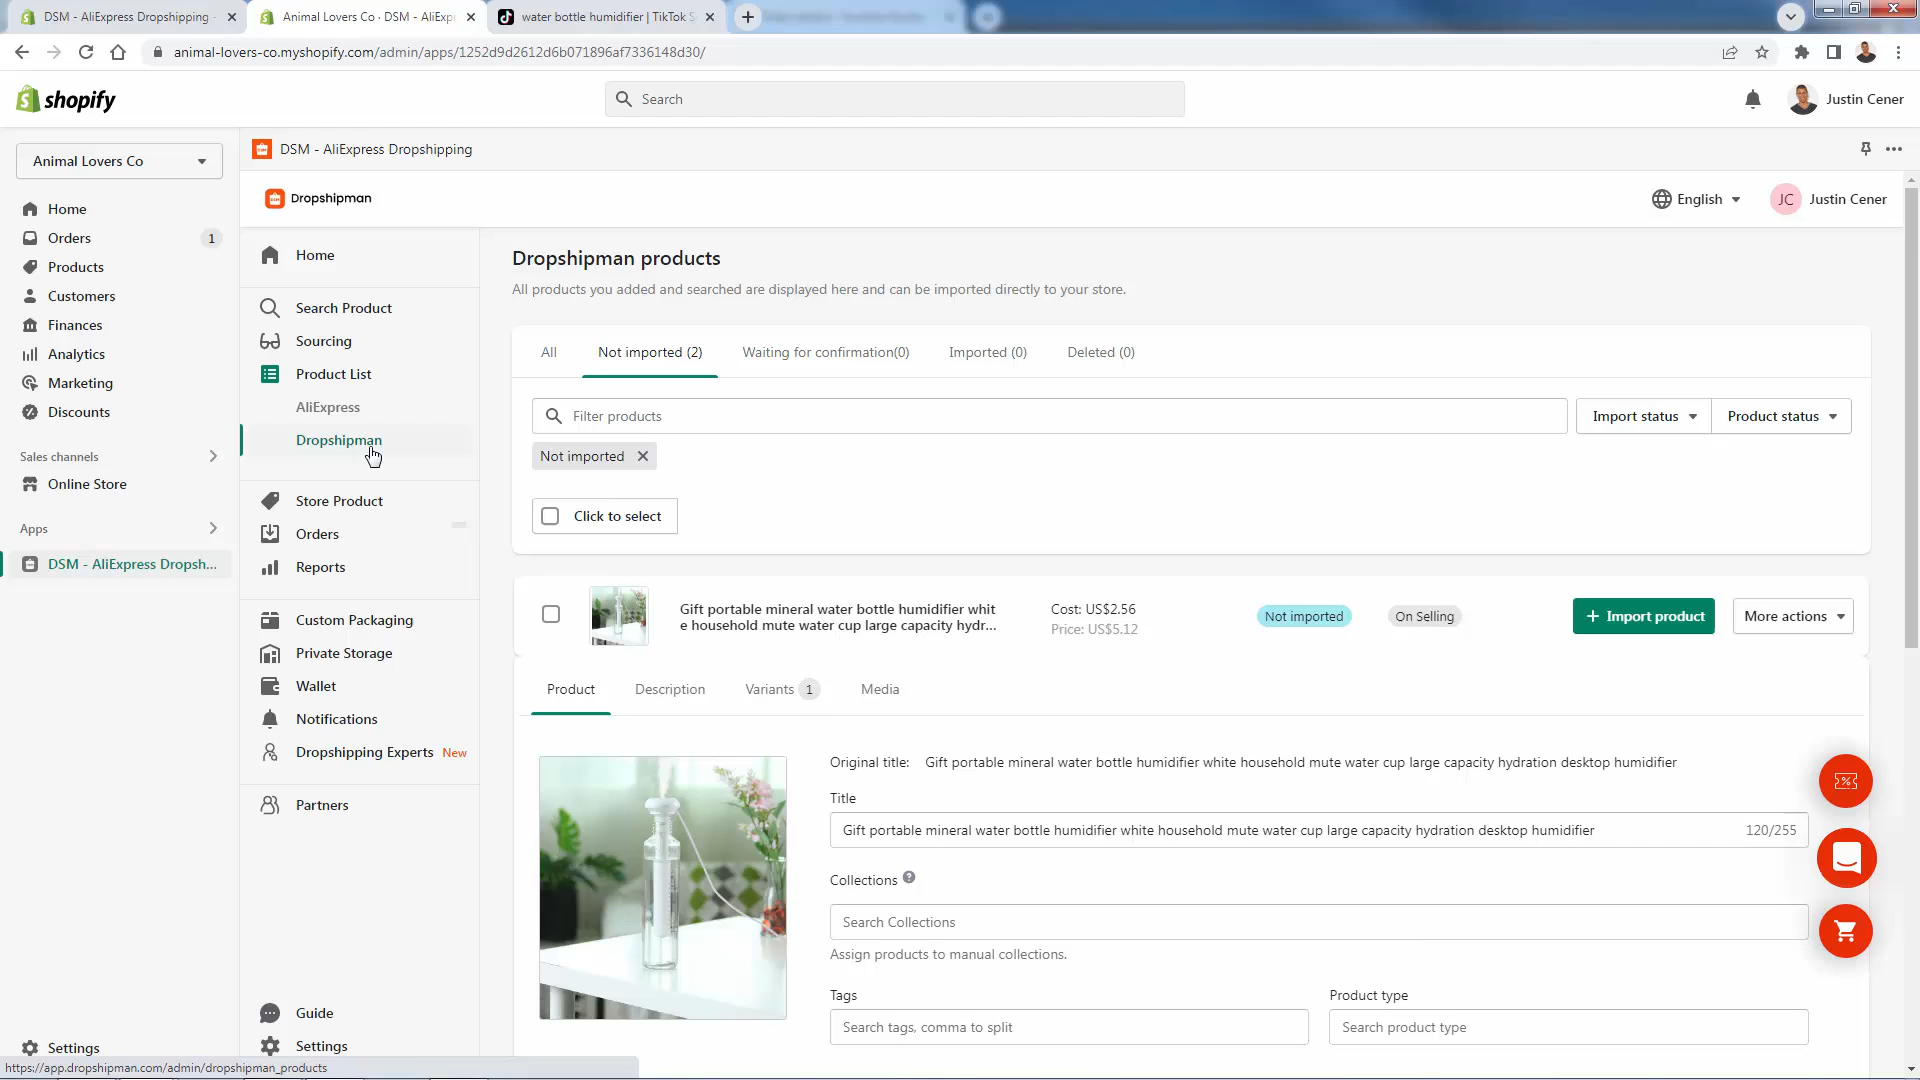 DSM - AliExpress Dropshipping
Animal Lovers Co · DSM - AliExp
water bottle humidifier | TikTok S
animal-lovers-co.myshopify.com/admin/apps/1252d9d2612d6b071896af7336148d30/
shopify
Search
Justin Cener
Animal Lovers Co
DSM - AliExpress Dropshipping
Dropshipman
English
JC
Justin Cener
Home
Orders
1
Products
Customers
Finances
Analytics
Marketing
Discounts
Sales channels
Online Store
Apps
DSM - AliExpress Dropsh...
Settings
Home
Search Product
Sourcing
Product List
AliExpress
Dropshipman
Store Product
Orders
Reports
Custom Packaging
Private Storage
Wallet
Notifications
Dropshipping Experts New
Partners
Guide
Settings
Dropshipman products
All products you added and searched are displayed here and can be imported directly to your store.
All
Not imported (2)
Waiting for confirmation(0)
Imported (0)
Deleted (0)
Filter products
Import status
Product status
Not imported
Click to select
Gift portable mineral water bottle humidifier whit
e household mute water cup large capacity hydr...
Cost: US$2.56
Price: US$5.12
Not imported
On Selling
Import product
More actions
Product
Description
Variants 1
Media
Original title: Gift portable mineral water bottle humidifier white household mute water cup large capacity hydration desktop humidifier
Title
Gift portable mineral water bottle humidifier white household mute water cup large capacity hydration desktop humidifier
120/255
Collections
Search Collections
Assign products to manual collections.
Tags
Product type
Search tags, comma to split
Search product type
https://app.dropshipman.com/admin/dropshipman_products